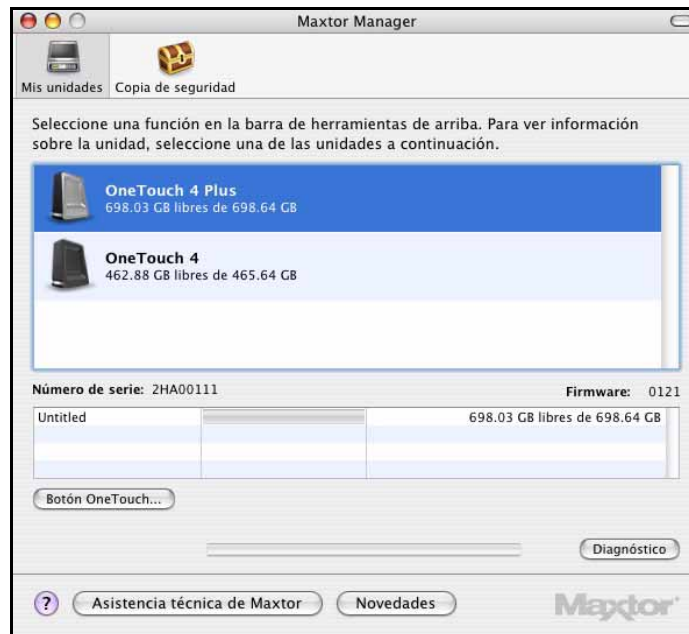 Maxtor Manager
Mis unidades Copia de seguridad
Seleccione una función en la barra de herramientas de arriba. Para ver información
sobre la unidad, seleccione una de las unidades a continuación.
OneTouch 4 Plus
698.03 GB libres de 698.64 GB
OneTouch 4
462.88 GB libres de 465.64 GB
Número de serie: 2HA00111 Firmware: 0121
Untitled 698.03 GB libres de 698.64 GB
Botón OneTouch...
Diagnóstico
? Asistencia técnica de Maxtor Novedades Maxtor